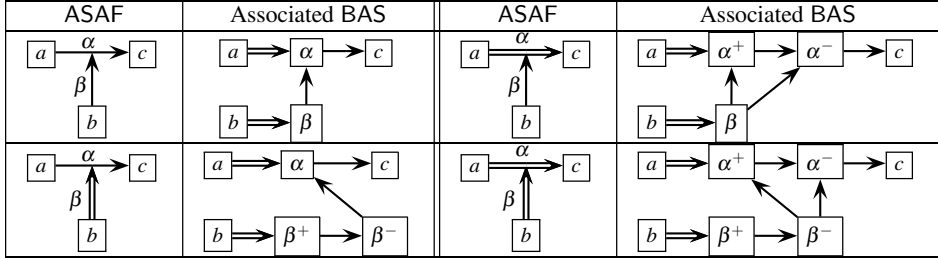 ASAF Associated BAS ASAF Associated BAS
a α c a α c a α c a α⁺ α⁻ c
β β
b b β b b β
a α c a α c a α c a α⁺ α⁻ c
β β
b b β⁺ β⁻ b b β⁺ β⁻